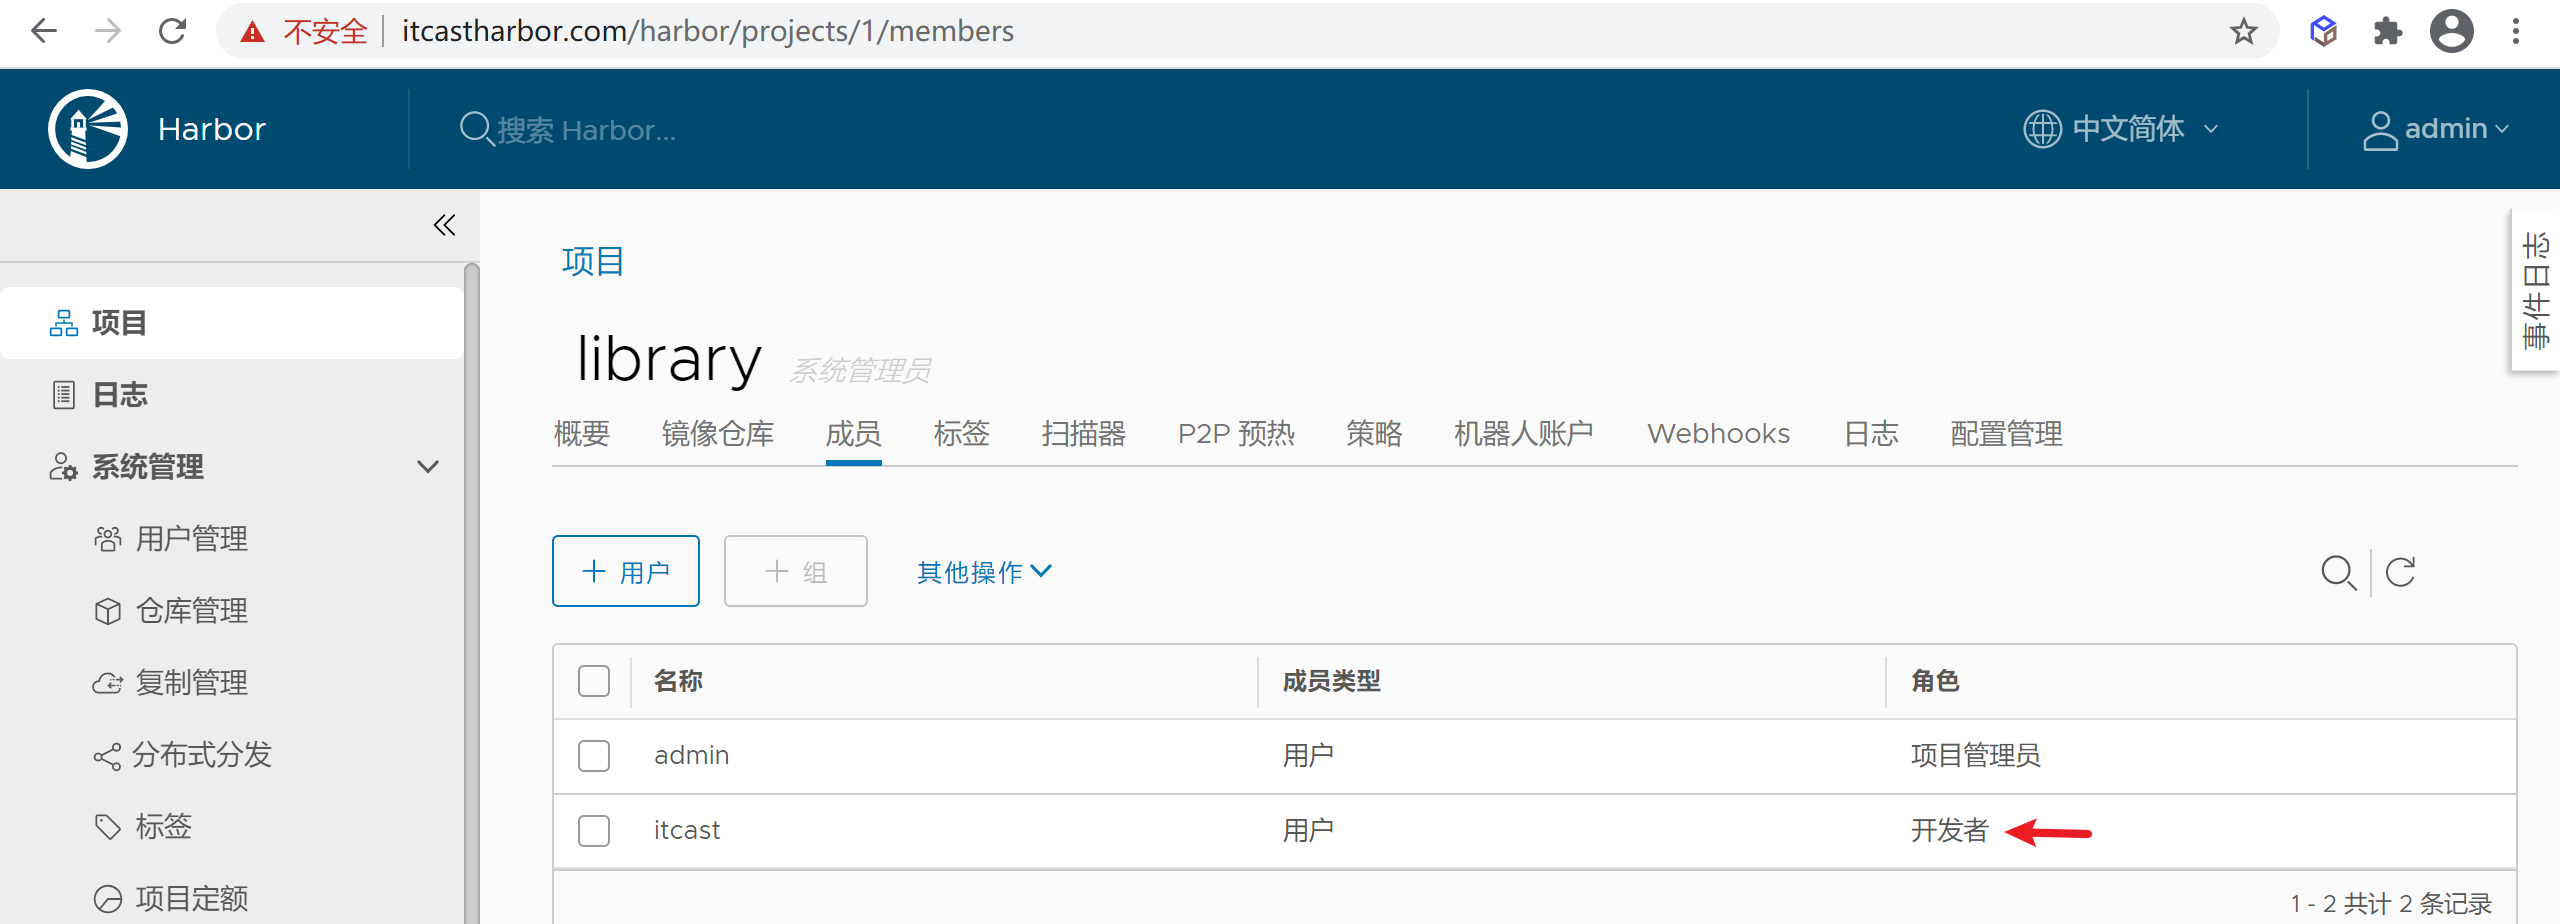 不安全 itcastharbor.com/harbor/projects/1/members
Harbor 搜索 Harbor... 中文简体 admin
项目
事件日志
项目
日志
系统管理
用户管理
仓库管理
复制管理
分布式分发
标签
项目定额
library 系统管理员
概要 镜像仓库 成员 标签 扫描器 P2P 预热 策略 机器人账户 Webhooks 日志 配置管理
+ 用户 + 组 其他操作
名称 成员类型 角色
admin 用户 项目管理员
itcast 用户 开发者
1 - 2 共计 2 条记录